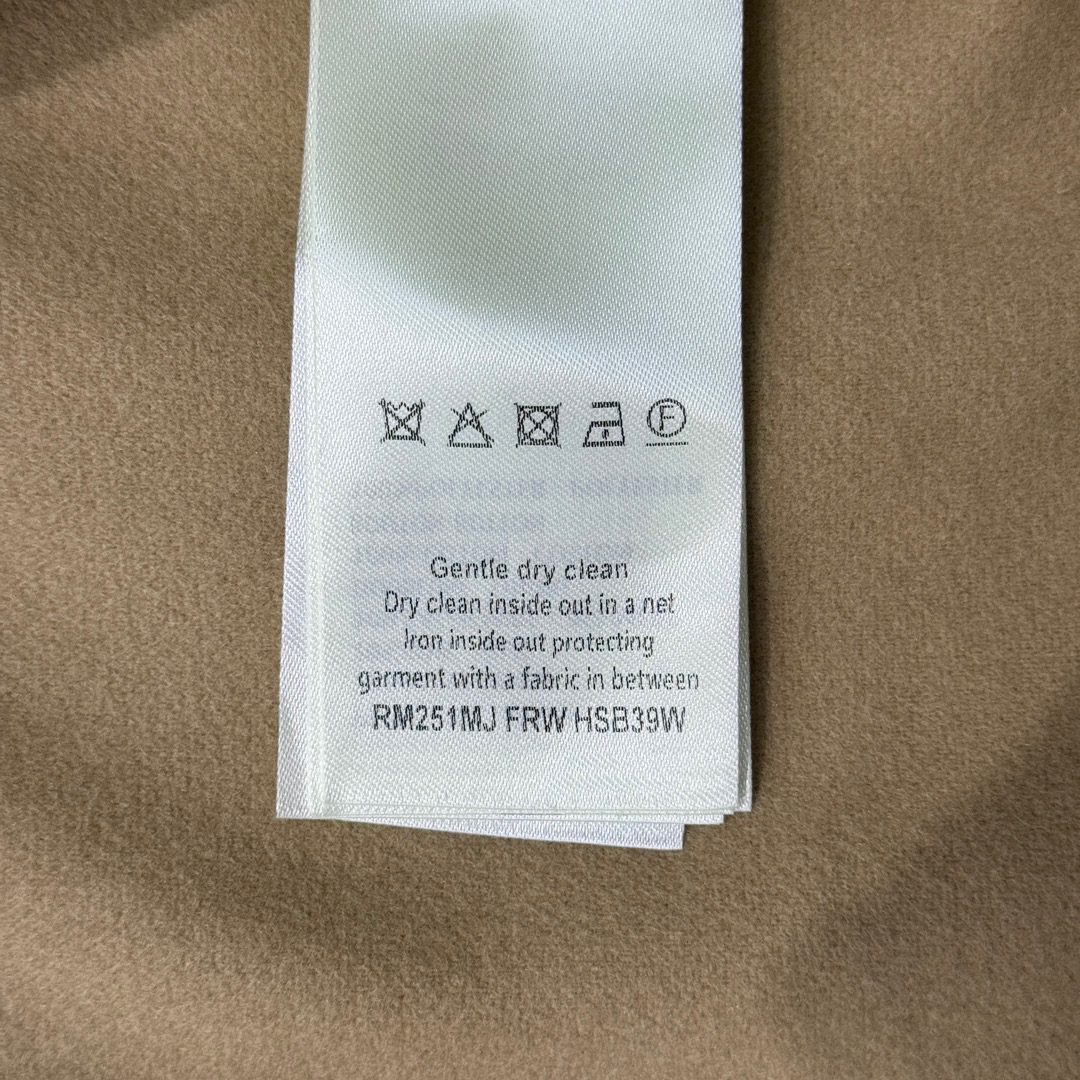 F
Gentle dry clean
Dry clean inside out in a net
Iron inside out protecting
garment with a fabric in between
RM251MJ FRW HSB39W